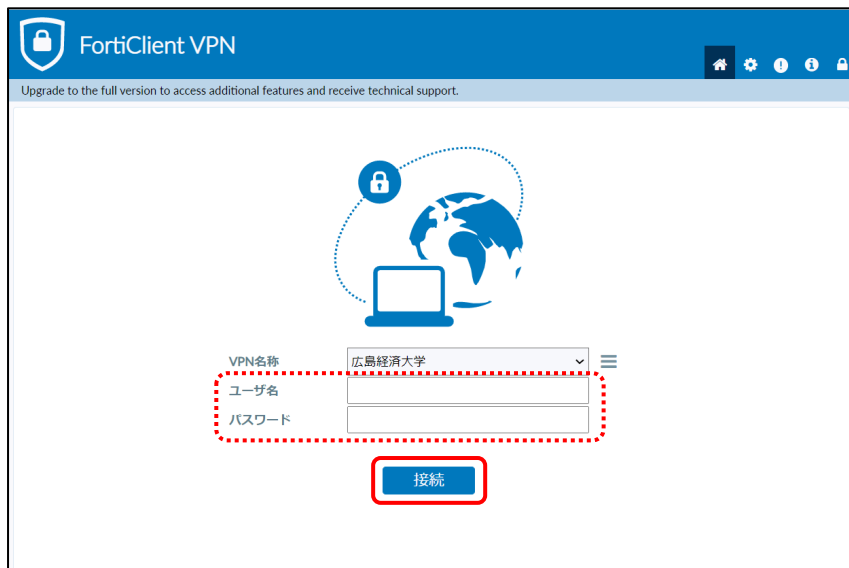 FortiClient VPN
Upgrade to the full version to access additional features and receive technical support.
VPN名称 広島経済大学
ユーザ名
パスワード
接続